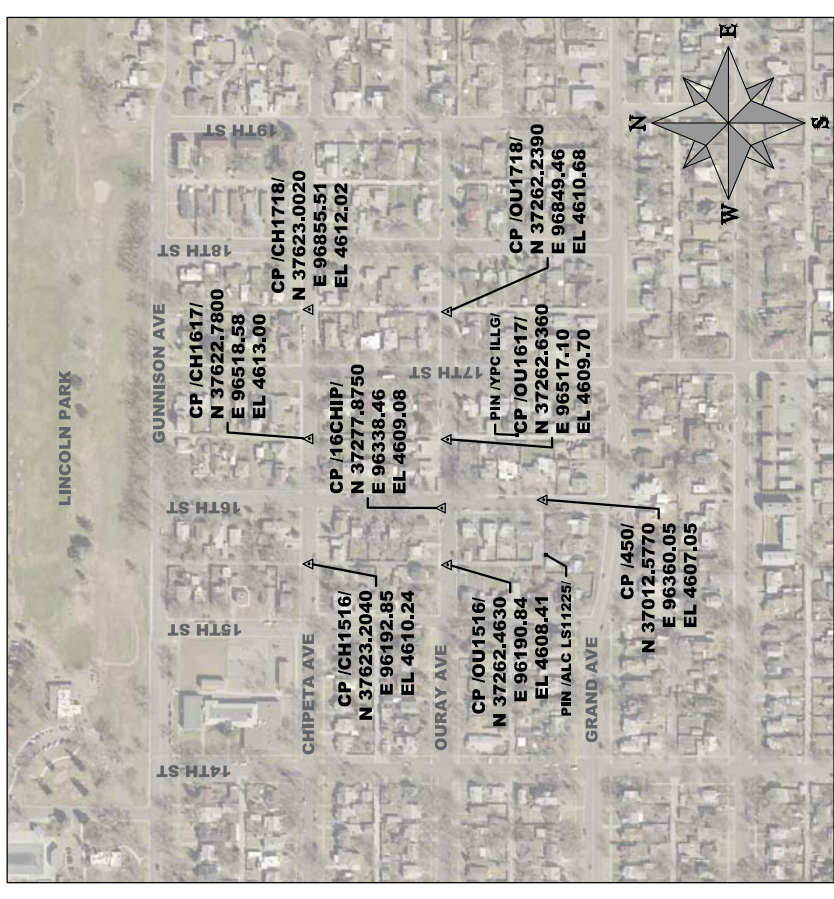 LINCOLN PARK
GUNNISON AVE
19TH ST
18TH ST
CP /CH1718/
N 37623.0020
E 96855.51
EL 4612.02
CP /CH1617/
N 37622.7800
E 96518.58
EL 4613.00
N
E
S
W
CP /OU1718/
N 37262.2390
E 96849.46
EL 4610.68
17TH ST
PIN /YPC ILLG/
CP /OU1617/
N 37262.6360
E 96517.10
EL 4609.70
CP /16CHIP/
N 37277.8750
E 96338.46
EL 4609.08
16TH ST
15TH ST
CHIPETA AVE
CP /CH1516/
N 37623.2040
E 96192.85
EL 4610.24
OURAY AVE
CP /OU1516/
N 37262.4630
E 96190.84
EL 4608.41
PIN /ALC LS11225/
GRAND AVE
CP /450/
N 37012.5770
E 96360.05
EL 4607.05
14TH ST